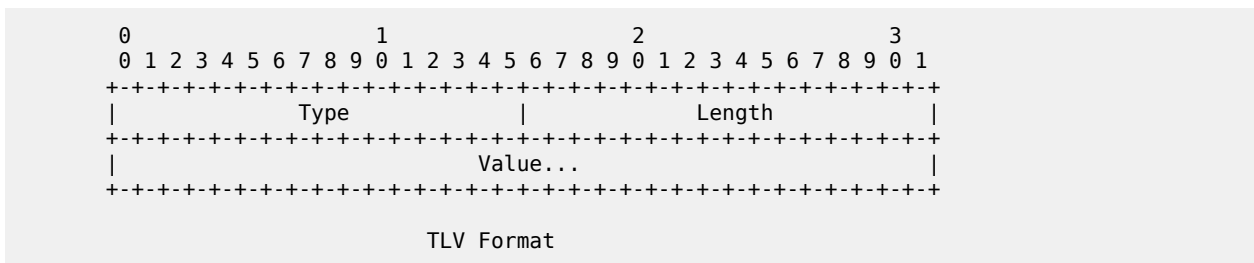 0                   1                   2                   3
 0 1 2 3 4 5 6 7 8 9 0 1 2 3 4 5 6 7 8 9 0 1 2 3 4 5 6 7 8 9 0 1
+-+-+-+-+-+-+-+-+-+-+-+-+-+-+-+-+-+-+-+-+-+-+-+-+-+-+-+-+-+-+-+-+
|              Type             |             Length            |
+-+-+-+-+-+-+-+-+-+-+-+-+-+-+-+-+-+-+-+-+-+-+-+-+-+-+-+-+-+-+-+-+
|                            Value...                           |
+-+-+-+-+-+-+-+-+-+-+-+-+-+-+-+-+-+-+-+-+-+-+-+-+-+-+-+-+-+-+-+-+
TLV Format